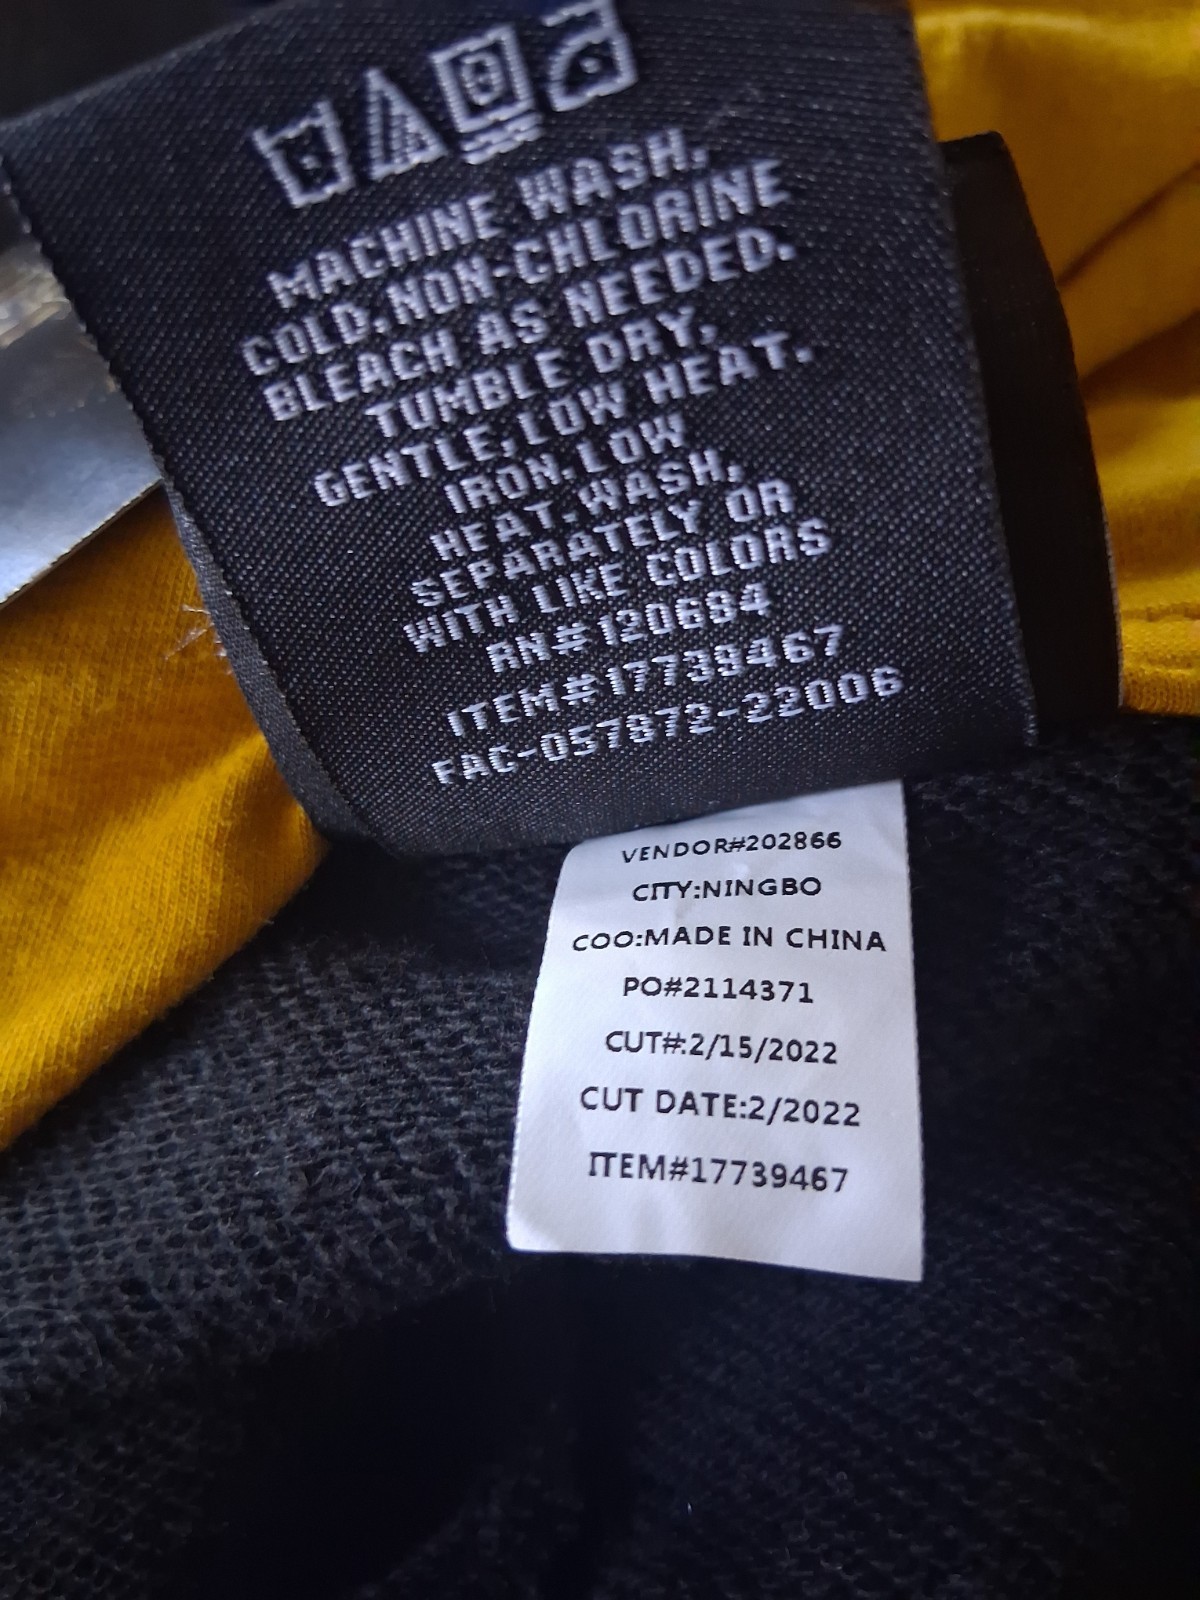 MACHINE WASH,
COLD.NON-CHLORINE
BLEACH AS NEEDED.
TUMBLE DRY,
GENTLE,LOW HEAT.
IRON-LOW
HEAT.WASH,
SEPARATELY OR
WITH LIKE COLORS
RN#120684
ITEM#17739467
FAC-057872-22006
VENDOR#202866
CITY:NINGBO
COO:MADE IN CHINA
PO#2114371
CUT#:2/15/2022
CUT DATE:2/2022
ITEM#17739467